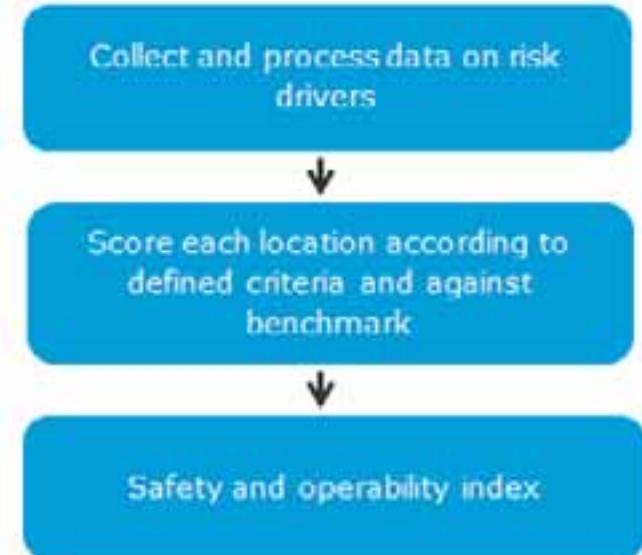 Collect and process data on risk
drivers
Score each location according to
defined criteria and against
benchmark
Safety and operability index